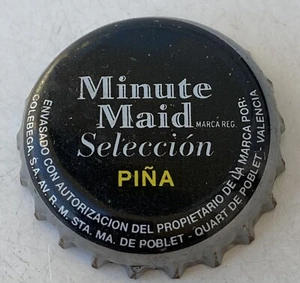 Minute
Maid MARCA REG.
Selección
PIÑA
ENVASADO CON AUTORIZACION DEL PROPIETARIO DE LA MARCA POR:
COLEBEGA, S.A. AV. R. M. STA. MA. DE POBLET - QUART DE POBLET - VALENCIA